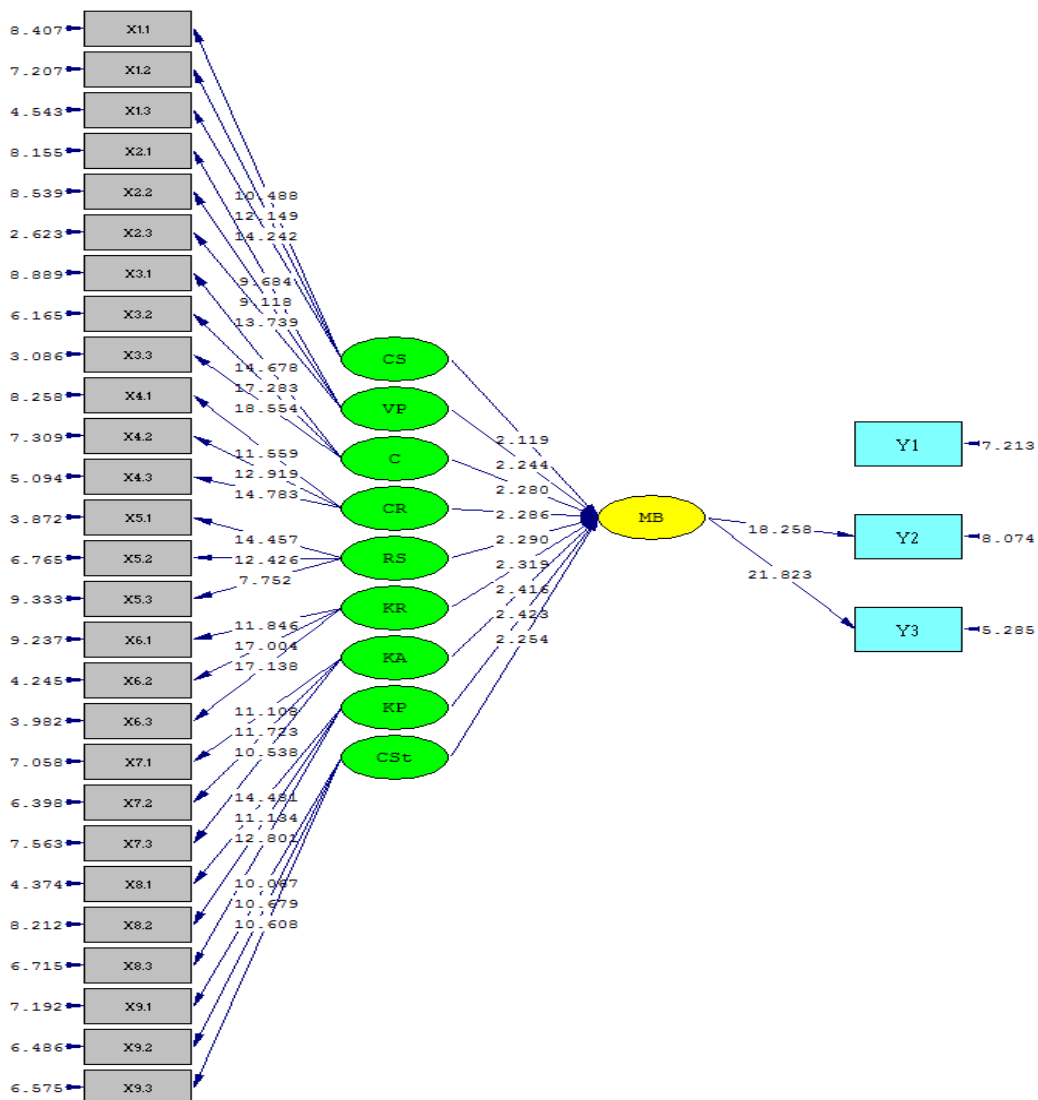 8.407 X1.1
7.207 X1.2
4.543 X1.3
8.155 X2.1
8.539 X2.2
2.623 X2.3
8.889 X3.1
6.165 X3.2
3.086 X3.3
8.258 X4.1
7.309 X4.2
5.094 X4.3
3.872 X5.1
6.765 X5.2
9.333 X5.3
9.237 X6.1
4.245 X6.2
3.982 X6.3
7.058 X7.1
6.398 X7.2
7.563 X7.3
4.374 X8.1
8.212 X8.2
6.715 X8.3
7.192 X9.1
6.486 X9.2
6.575 X9.3
10.488
12.149
14.242
9.684
9.118
13.739
14.678
17.283
18.554
11.559
12.919
14.783
14.457
12.426
7.752
11.846
17.004
17.138
11.108
11.723
10.538
14.481
11.134
12.801
10.087
10.679
10.608
CS
VP
C
CR
RS
KR
KA
KP
CSt
2.119
2.244
2.280
2.286
2.290
2.319
2.416
2.423
2.254
MB
18.258
21.823
Y1 7.213
Y2 8.074
Y3 5.285